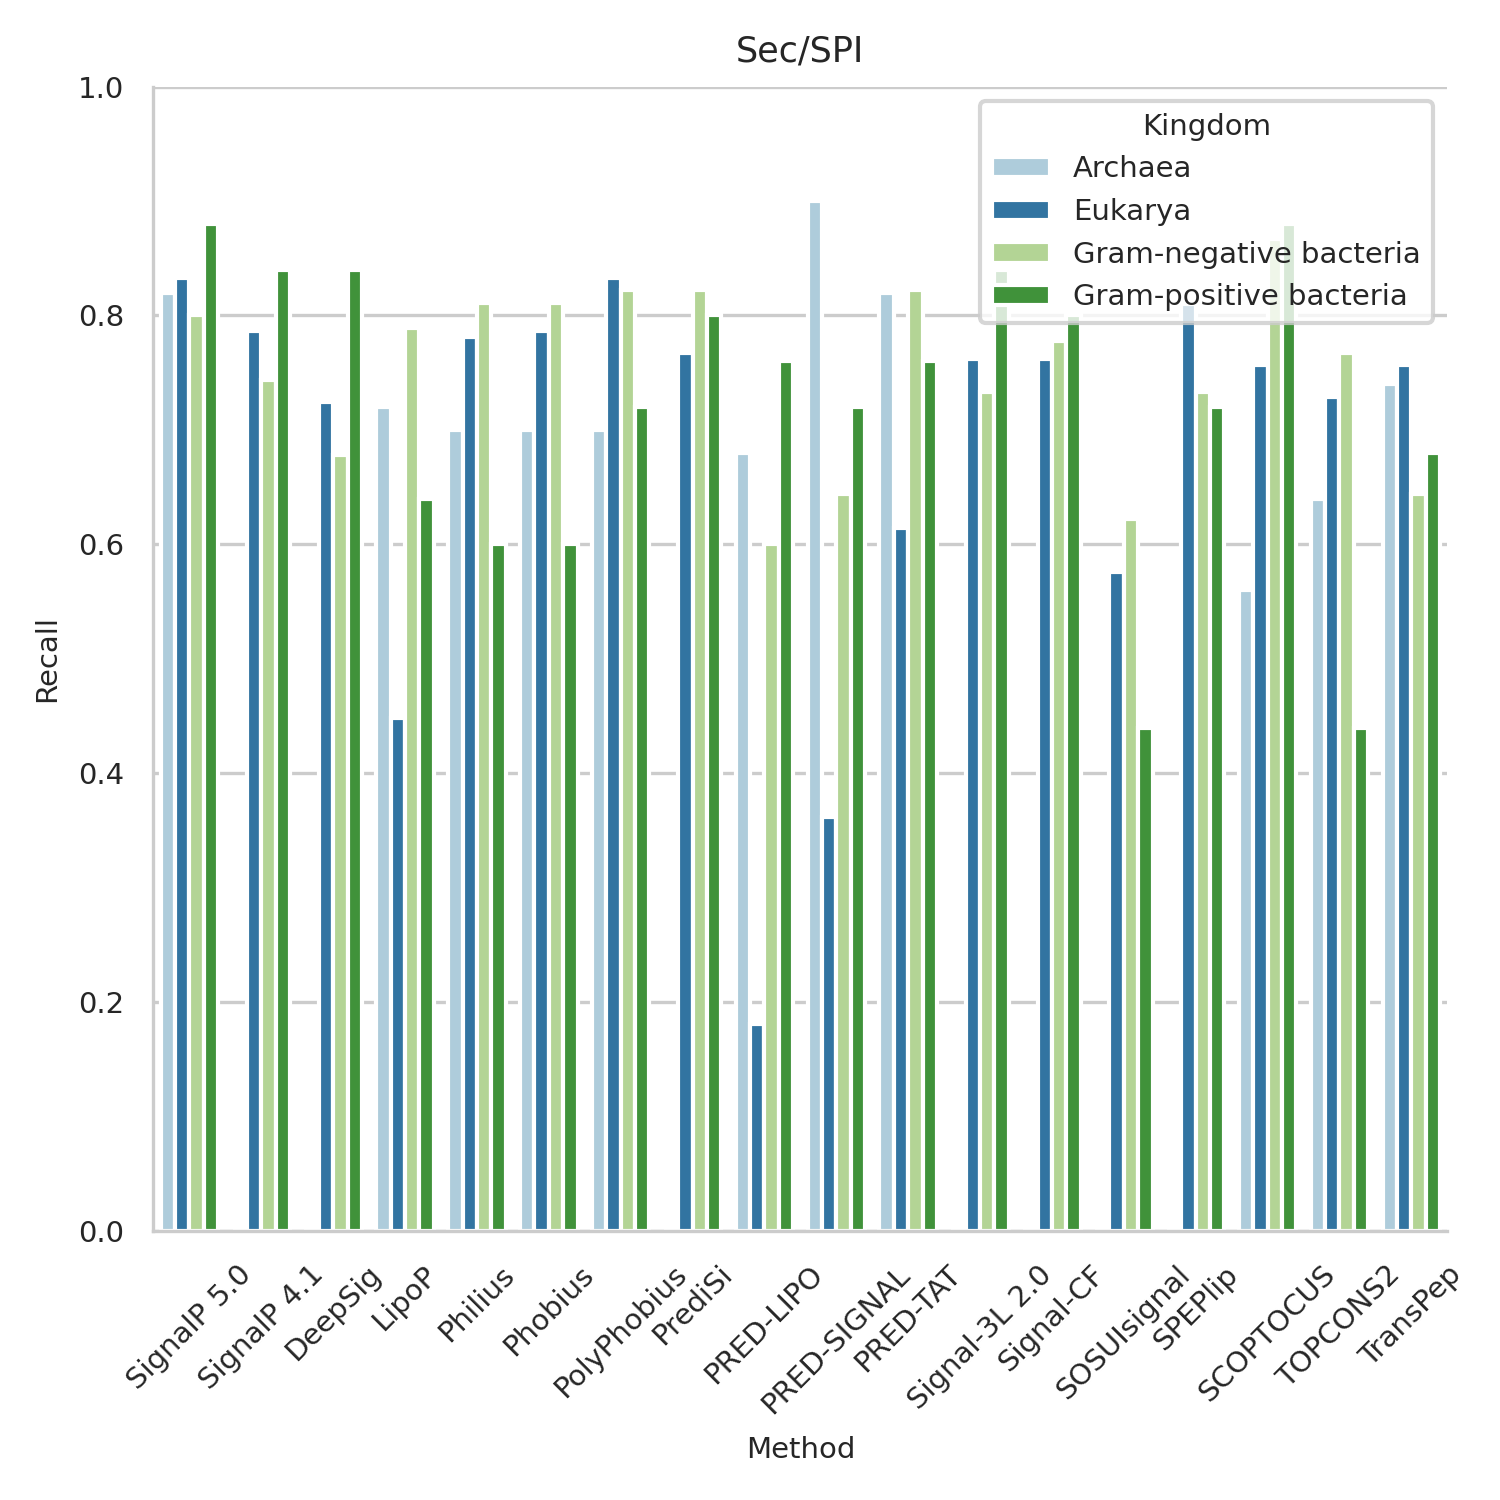 Sec/SPI
1.0
0.8
0.6
0.4
0.2
0.0
Recall
Kingdom
Archaea
Eukarya
Gram-negative bacteria
Gram-positive bacteria
SignalP 5.0
SignalP 4.1
DeepSig
LipoP
Philius
Phobius
PolyPhobius
PrediSi
PRED-LIPO
PRED-SIGNAL
PRED-TAT
Signal-3L 2.0
Signal-CF
SOSUIsignal
SPEPlip
SCOPTOCUS
TOPCONS2
TransPep
Method